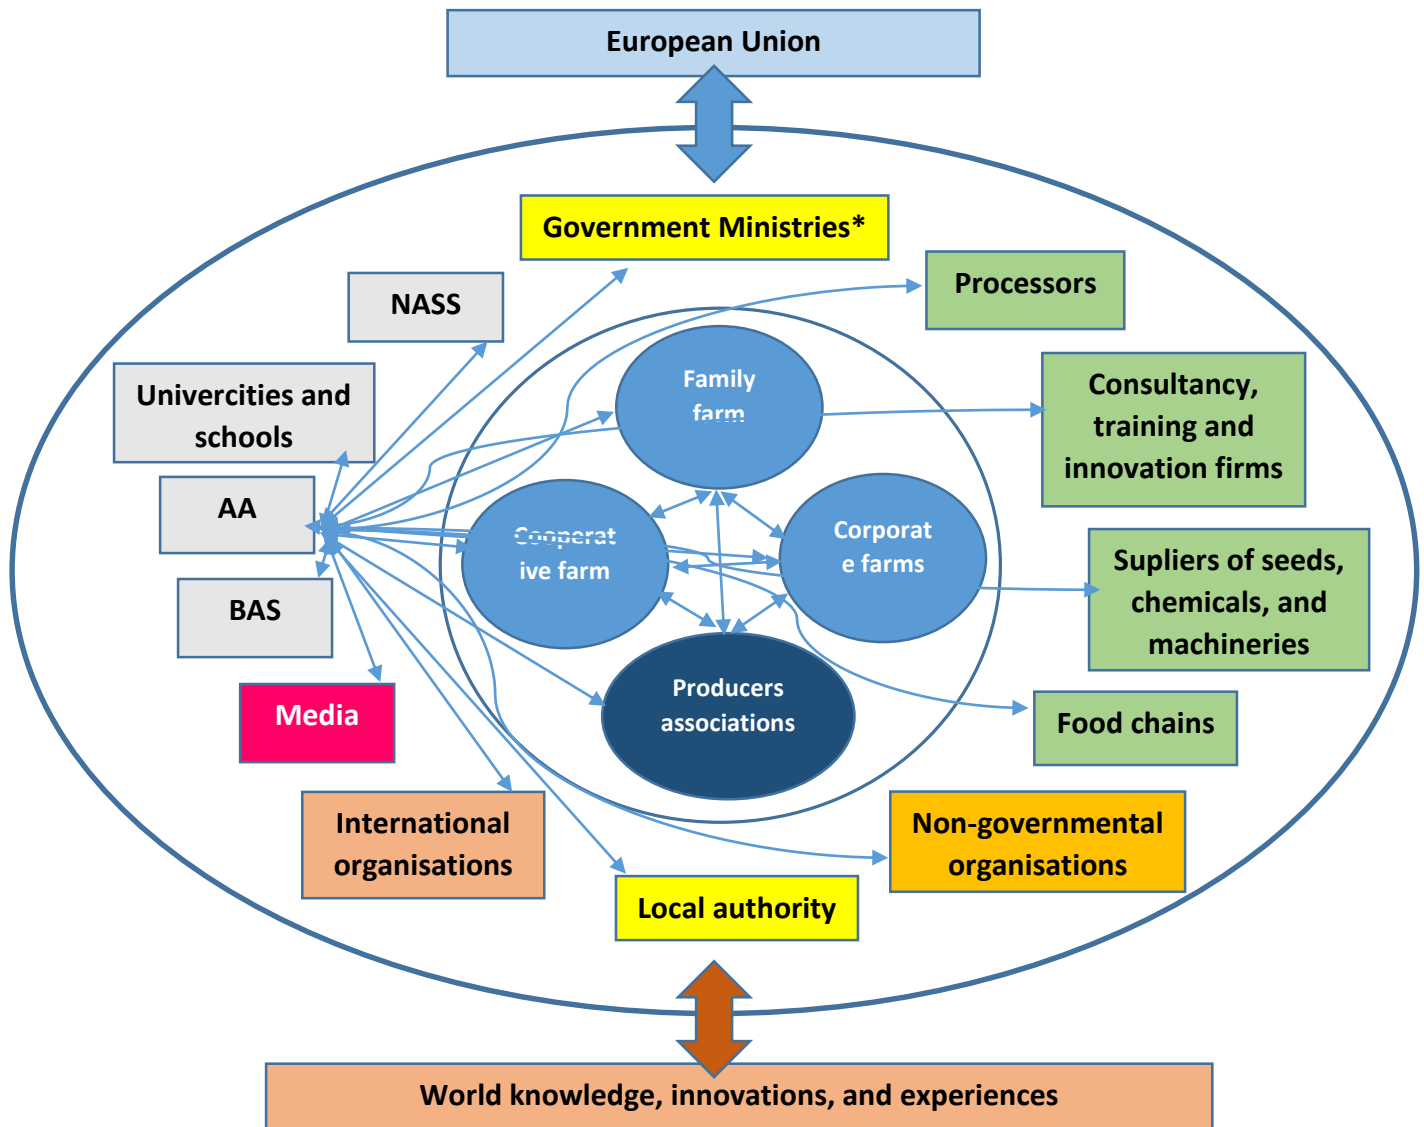 European Union
Government Ministries*
NASS
Processors
Univercities and
schools
Family
farm
Consultancy,
training and
innovation firms
AA
Cooperat
ive farm
Corporat
e farms
BAS
Supliers of seeds,
chemicals, and
machineries
Media
Producers
associations
Food chains
International
organisations
Non-governmental
organisations
Local authority
World knowledge, innovations, and experiences